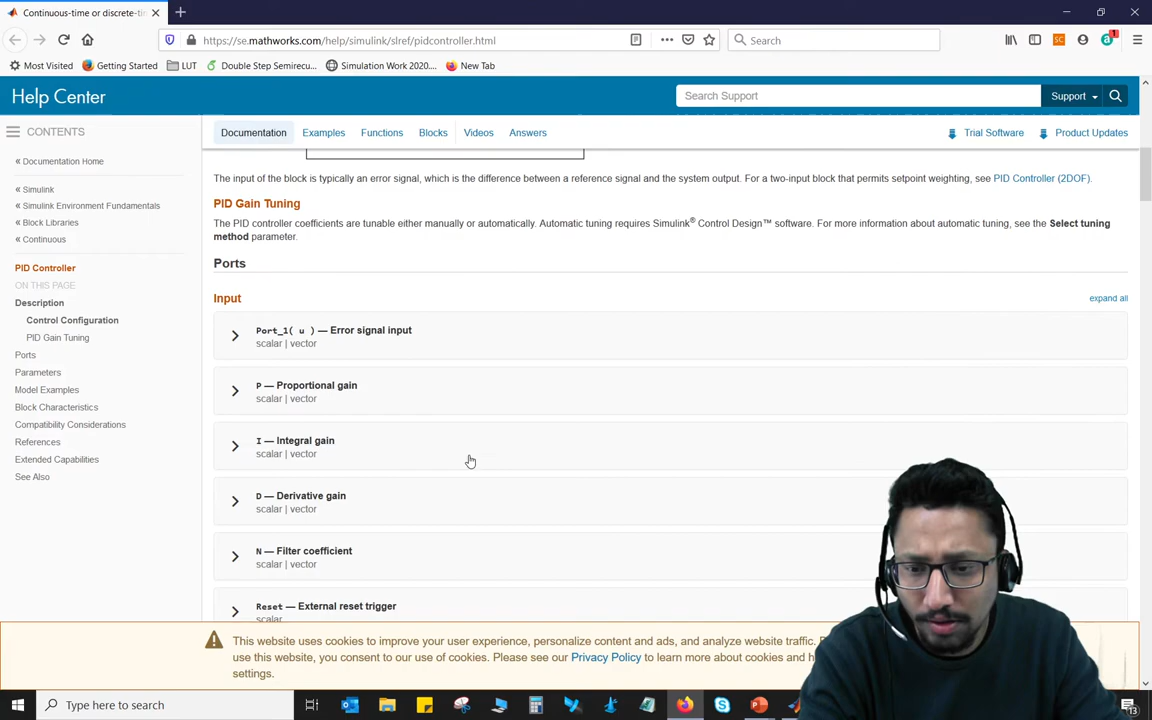 Continuous-time or discrete-ti
https://se.mathworks.com/help/simulink/slref/pidcontroller.html
Search
Most Visited
Getting Started
LUT
Double Step Semirecu...
Simulation Work 2020....
New Tab
Help Center
Search Support
Support
CONTENTS
Documentation
Examples
Functions
Blocks
Videos
Answers
Trial Software
Product Updates
« Documentation Home
« Simulink
« Simulink Environment Fundamentals
« Block Libraries
« Continuous
PID Controller
ON THIS PAGE
Description
Control Configuration
PID Gain Tuning
Ports
Parameters
Model Examples
Block Characteristics
Compatibility Considerations
References
Extended Capabilities
See Also
The input of the block is typically an error signal, which is the difference between a reference signal and the system output. For a two-input block that permits setpoint weighting, see PID Controller (2DOF).
PID Gain Tuning
The PID controller coefficients are tunable either manually or automatically. Automatic tuning requires Simulink® Control Design™ software. For more information about automatic tuning, see the Select tuning
method parameter.
Ports
Input
expand all
Port_1( u ) — Error signal input
scalar | vector
P — Proportional gain
scalar | vector
I — Integral gain
scalar | vector
D — Derivative gain
scalar | vector
N — Filter coefficient
scalar | vector
Reset — External reset trigger
scalar
This website uses cookies to improve your user experience, personalize content and ads, and analyze website traffic.
use this website, you consent to our use of cookies. Please see our Privacy Policy to learn more about cookies and
settings.
Type here to search
SC
a
1
13